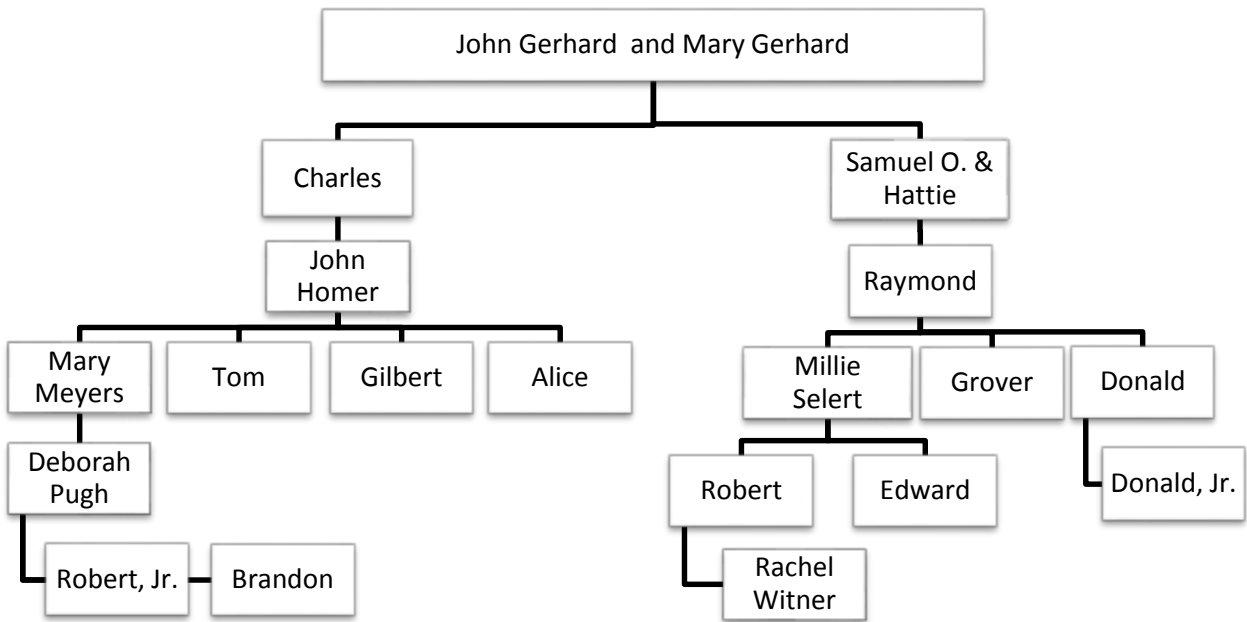 John Gerhard  and Mary Gerhard
Charles
Samuel O. &
Hattie
John
Homer
Raymond
Mary
Meyers
Tom
Gilbert
Alice
Millie
Selert
Grover
Donald
Deborah
Pugh
Robert
Edward
Donald, Jr.
Robert, Jr.
Brandon
Rachel
Witner